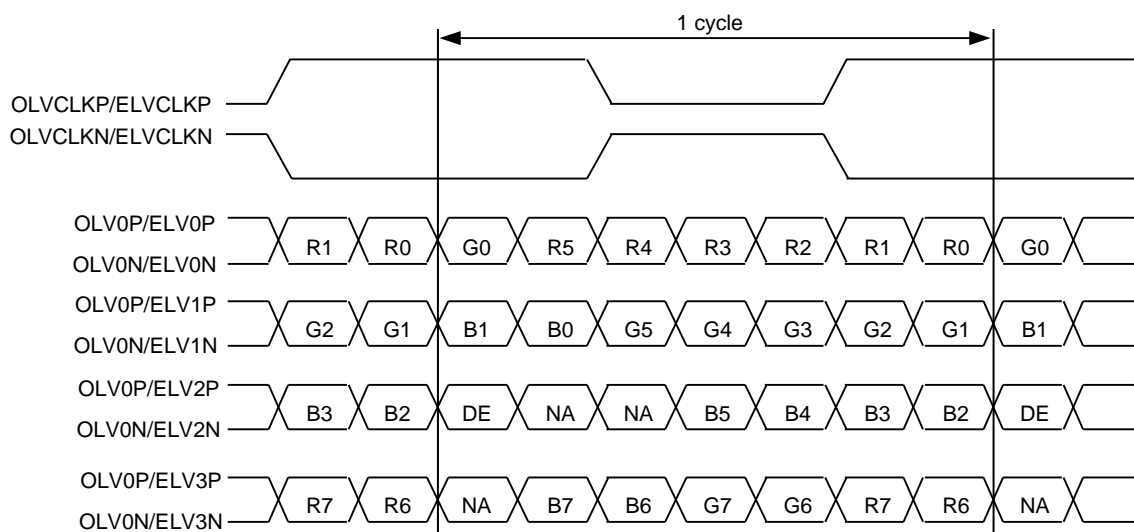 1 cycle
OLVCLKP/ELVCLKP
OLVCLKN/ELVCLKN
OLV0P/ELV0P
R1 R0 G0 R5 R4 R3 R2 R1 R0 G0
OLV0N/ELV0N
OLV0P/ELV1P
G2 G1 B1 B0 G5 G4 G3 G2 G1 B1
OLV0N/ELV1N
OLV0P/ELV2P
B3 B2 DE NA NA B5 B4 B3 B2 DE
OLV0N/ELV2N
OLV0P/ELV3P
R7 R6 NA B7 B6 G7 G6 R7 R6 NA
OLV0N/ELV3N